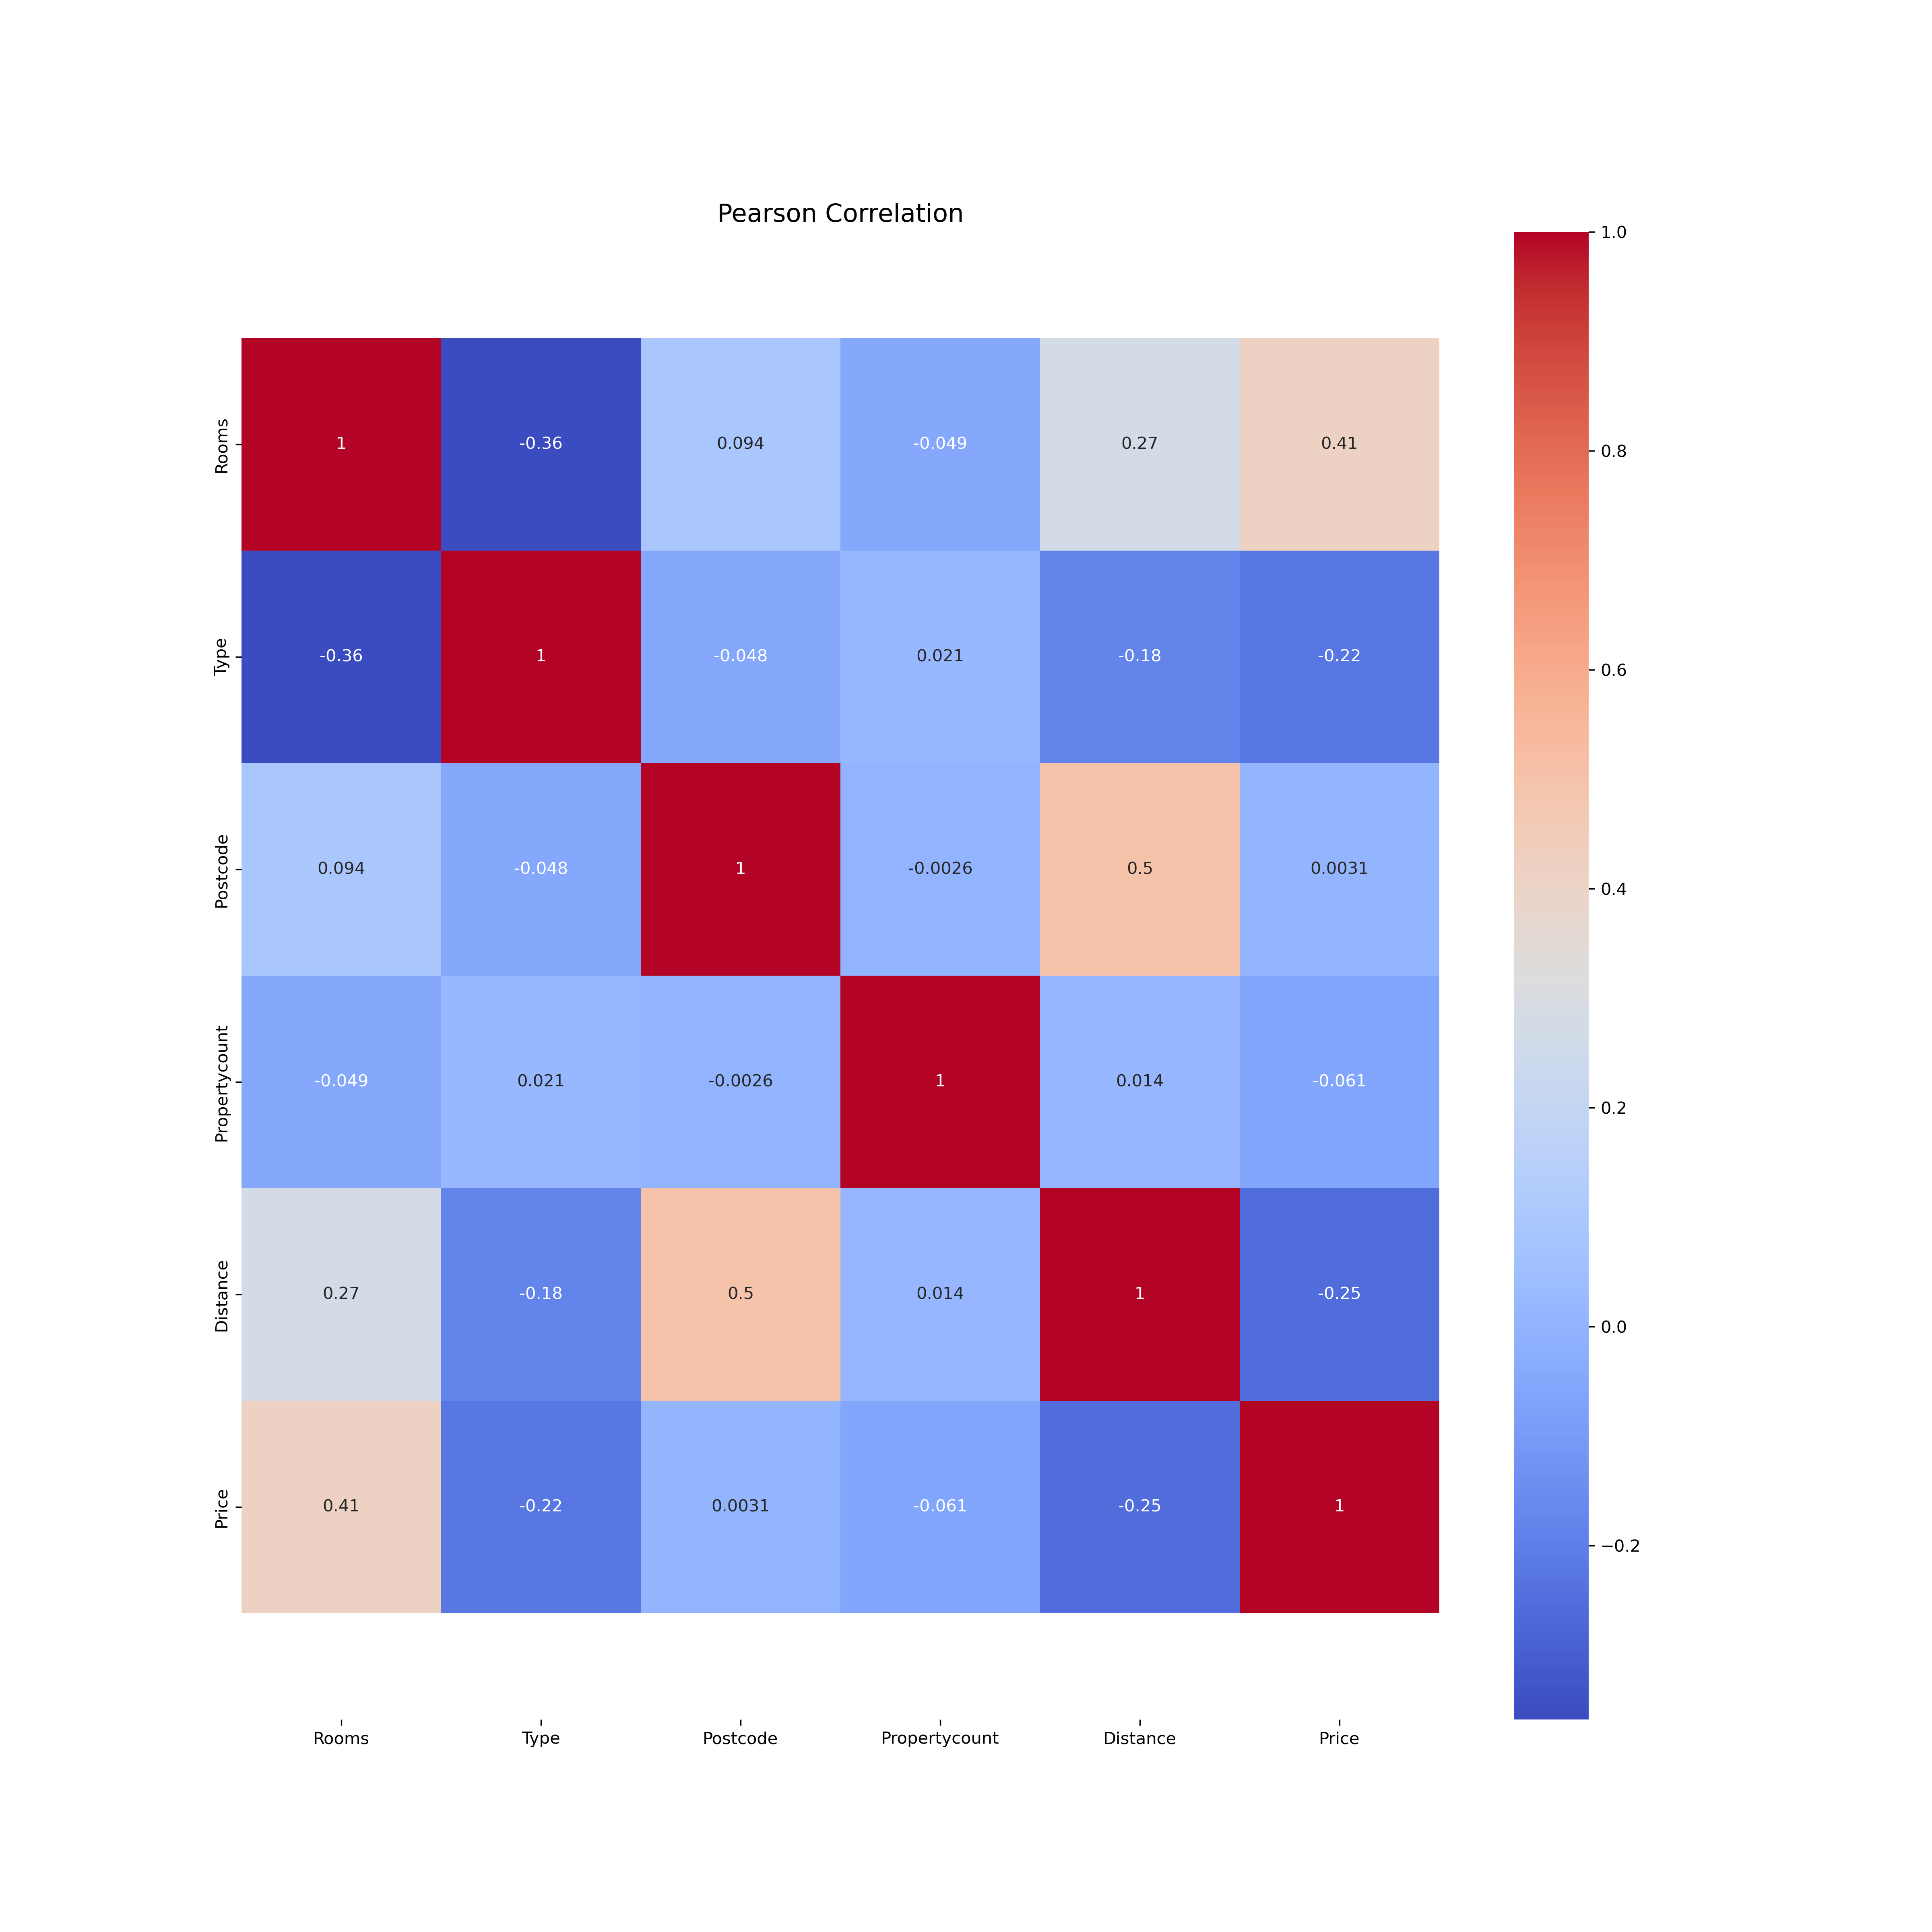 Pearson Correlation
1.0
Rooms 1 -0.36 0.094 -0.049 0.27 0.41
0.8
Type -0.36 1 -0.048 0.021 -0.18 -0.22
0.6
Postcode 0.094 -0.048 1 -0.0026 0.5 0.0031
0.4
Propertycount -0.049 0.021 -0.0026 1 0.014 -0.061
0.2
Distance 0.27 -0.18 0.5 0.014 1 -0.25
0.0
Price 0.41 -0.22 0.0031 -0.061 -0.25 1
−0.2
Rooms Type Postcode Propertycount Distance Price